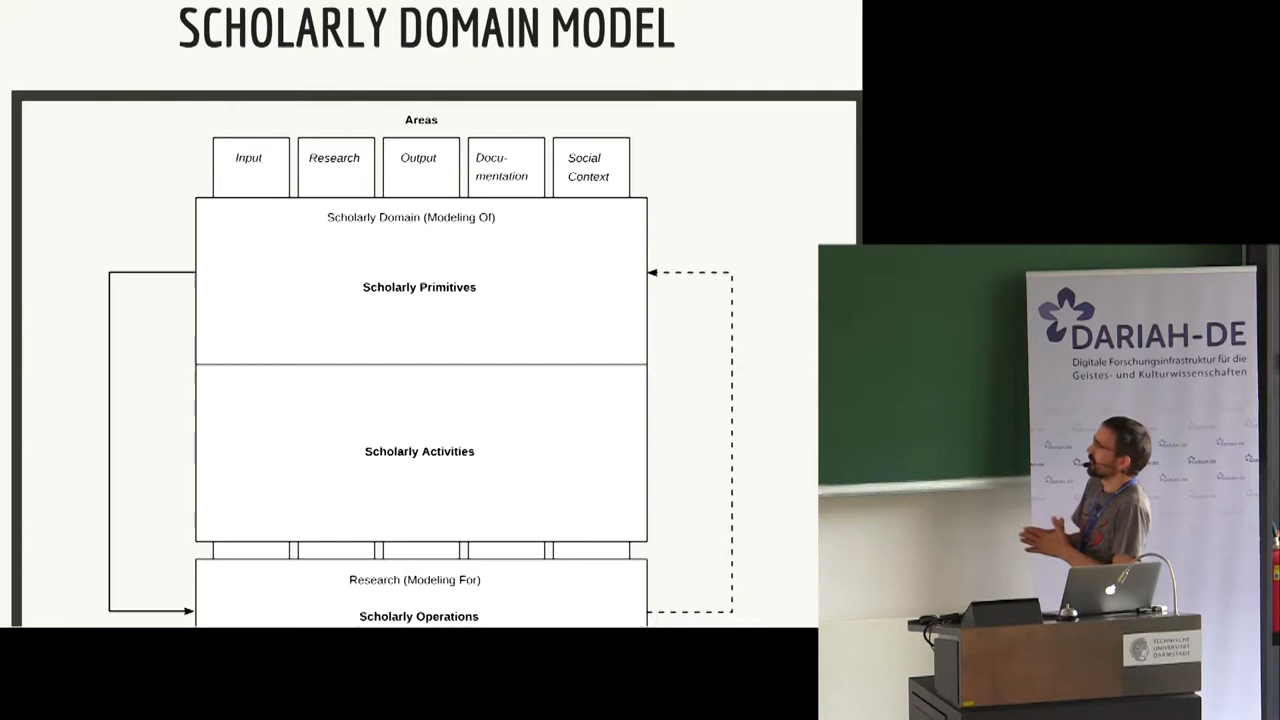 SCHOLARLY DOMAIN MODEL
Areas
Input
Research
Output
Docu-
mentation
Social
Context
Scholarly Domain (Modeling Of)
Scholarly Primitives
Scholarly Activities
Research (Modeling For)
Scholarly Operations
DARIAH-DE
Digitale Forschungsinfrastruktur für die
Geistes- und Kulturwissenschaften
TECHNISCHE
UNIVERSITÄT
DARMSTADT